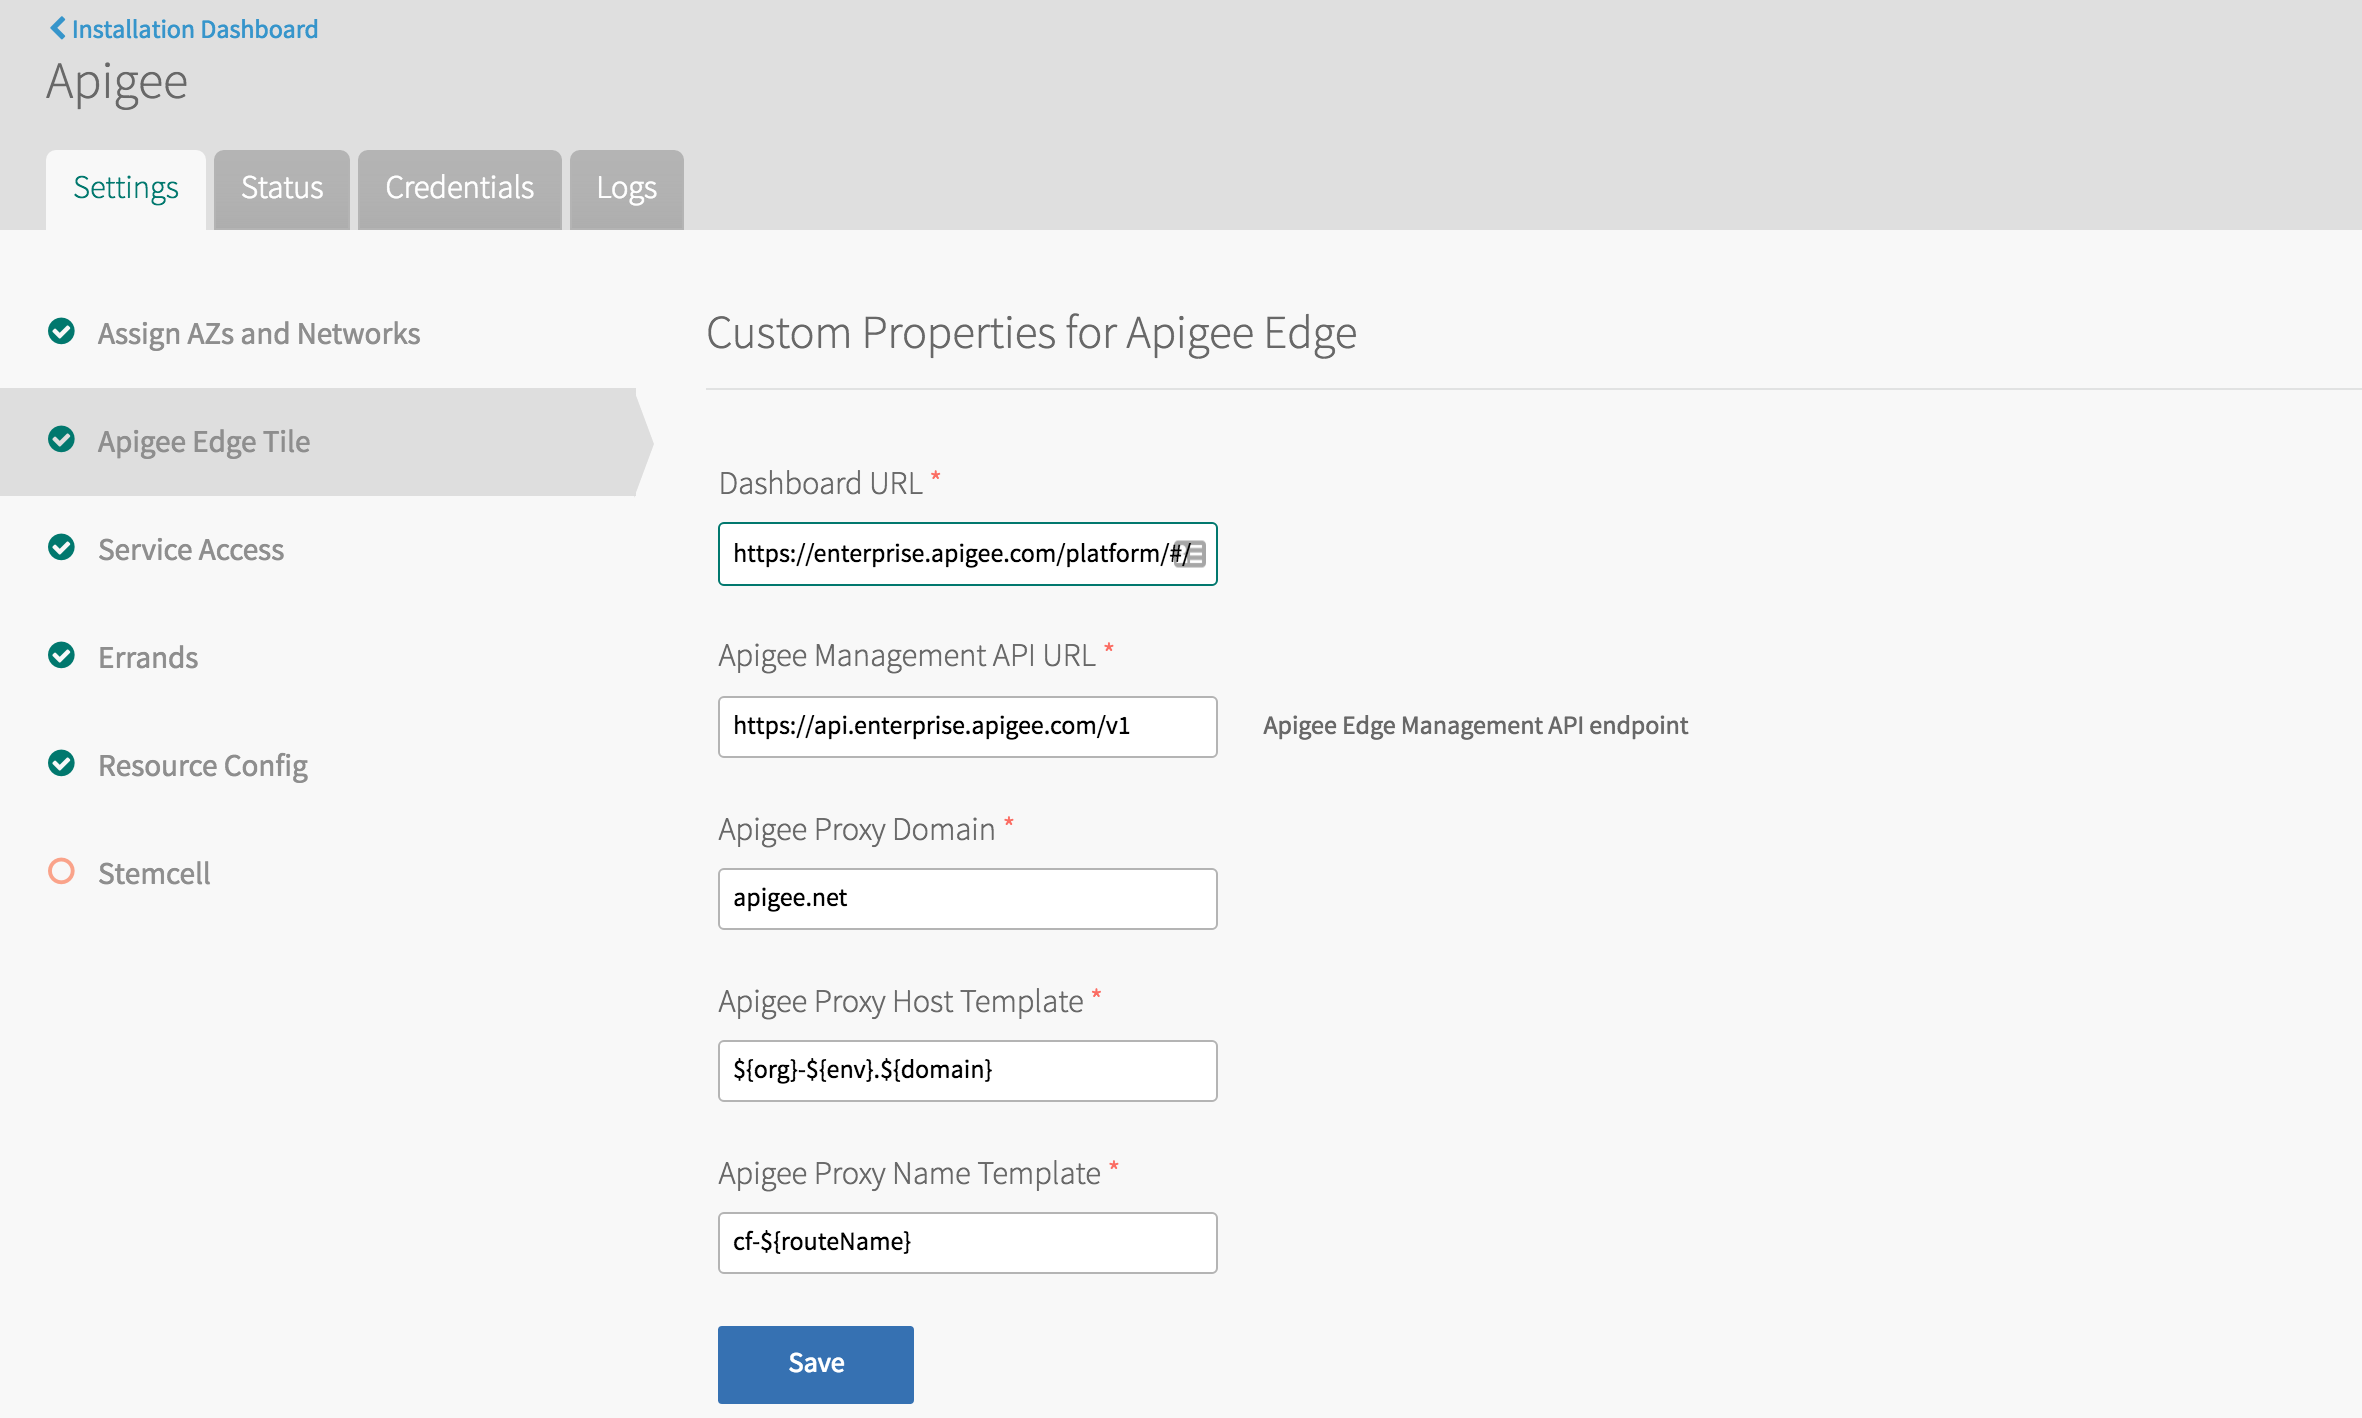 Installation Dashboard
Apigee
Settings
Status
Credentials
Logs
Assign AZs and Networks
Apigee Edge Tile
Service Access
Errands
Resource Config
Stemcell
Custom Properties for Apigee Edge
Dashboard URL *
https://enterprise.apigee.com/platform/#/
Apigee Management API URL *
https://api.enterprise.apigee.com/v1
Apigee Edge Management API endpoint
Apigee Proxy Domain *
apigee.net
Apigee Proxy Host Template *
${org}-${env}.${domain}
Apigee Proxy Name Template *
cf-${routeName}
Save